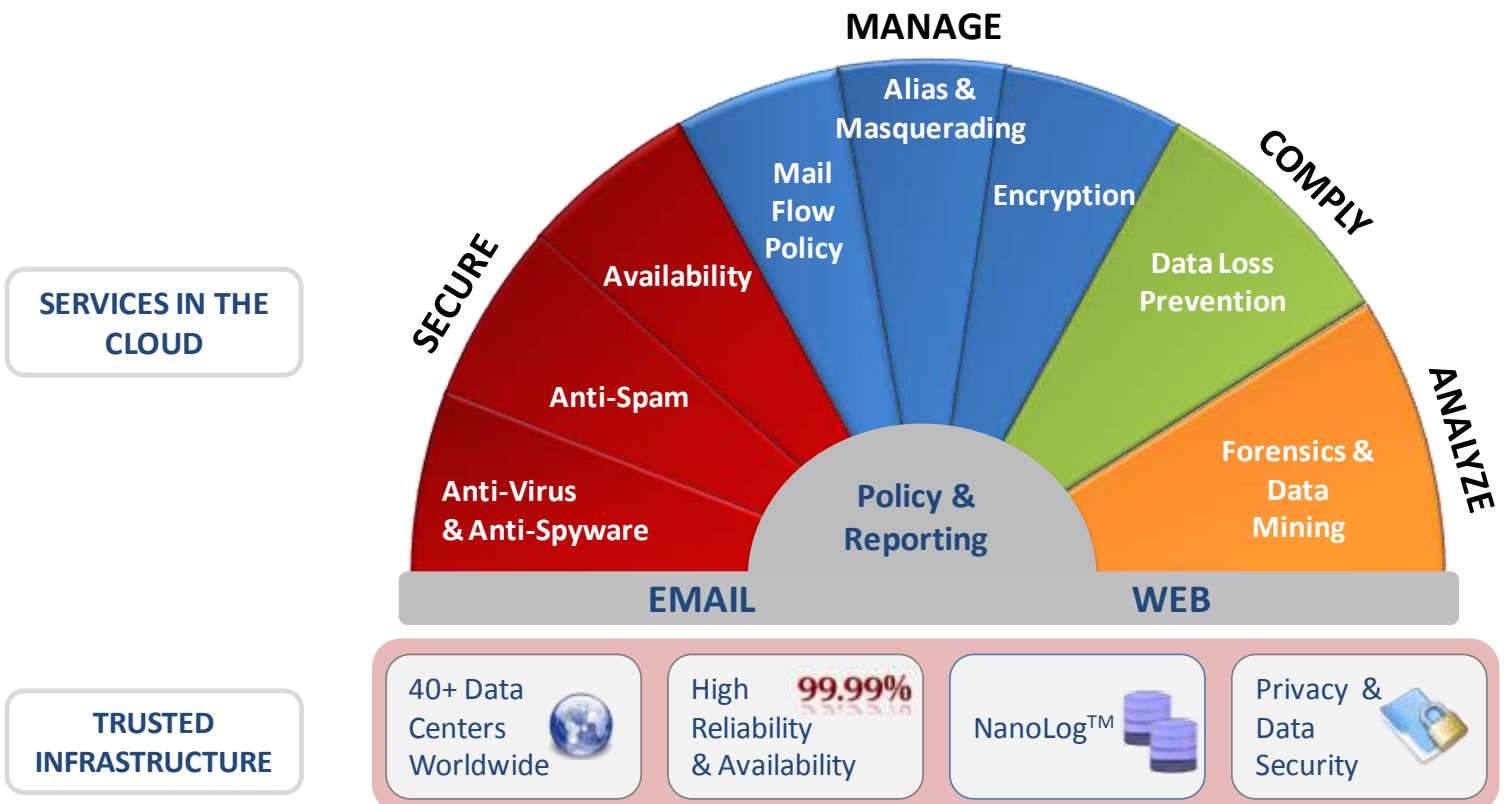 MANAGE
Alias &
Masquerading
Mail
Flow
Policy
Encryption
COMPLY
SECURE
Availability
Data Loss
Prevention
SERVICES IN THE
CLOUD
Anti-Spam
ANALYZE
Anti-Virus
& Anti-Spyware
Forensics &
Data
Mining
Policy &
Reporting
EMAIL
WEB
TRUSTED
INFRASTRUCTURE
40+ Data
Centers
Worldwide
High
Reliability
& Availability
99.99%
NanoLog™
Privacy &
Data
Security